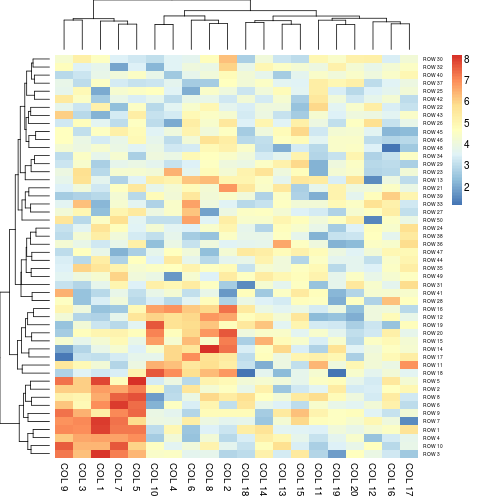 ROW 30
ROW 32
ROW 40
ROW 37
ROW 25
ROW 42
ROW 22
ROW 43
ROW 26
ROW 45
ROW 46
ROW 48
ROW 34
ROW 29
ROW 23
ROW 13
ROW 21
ROW 39
ROW 33
ROW 27
ROW 50
ROW 24
ROW 38
ROW 36
ROW 47
ROW 44
ROW 35
ROW 49
ROW 31
ROW 41
ROW 28
ROW 16
ROW 12
ROW 19
ROW 20
ROW 15
ROW 14
ROW 17
ROW 11
ROW 18
ROW 5
ROW 2
ROW 8
ROW 6
ROW 9
ROW 7
ROW 1
ROW 4
ROW 10
ROW 3
8
7
6
5
4
3
2
COL 9
COL 3
COL 1
COL 7
COL 5
COL 10
COL 4
COL 6
COL 8
COL 2
COL 18
COL 14
COL 13
COL 15
COL 11
COL 19
COL 20
COL 12
COL 16
COL 17